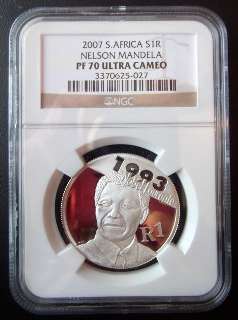 2007 S.AFRICA S1R
NELSON MANDELA
PF 70 ULTRA CAMEO
3370625-027
NGC
1993
R1